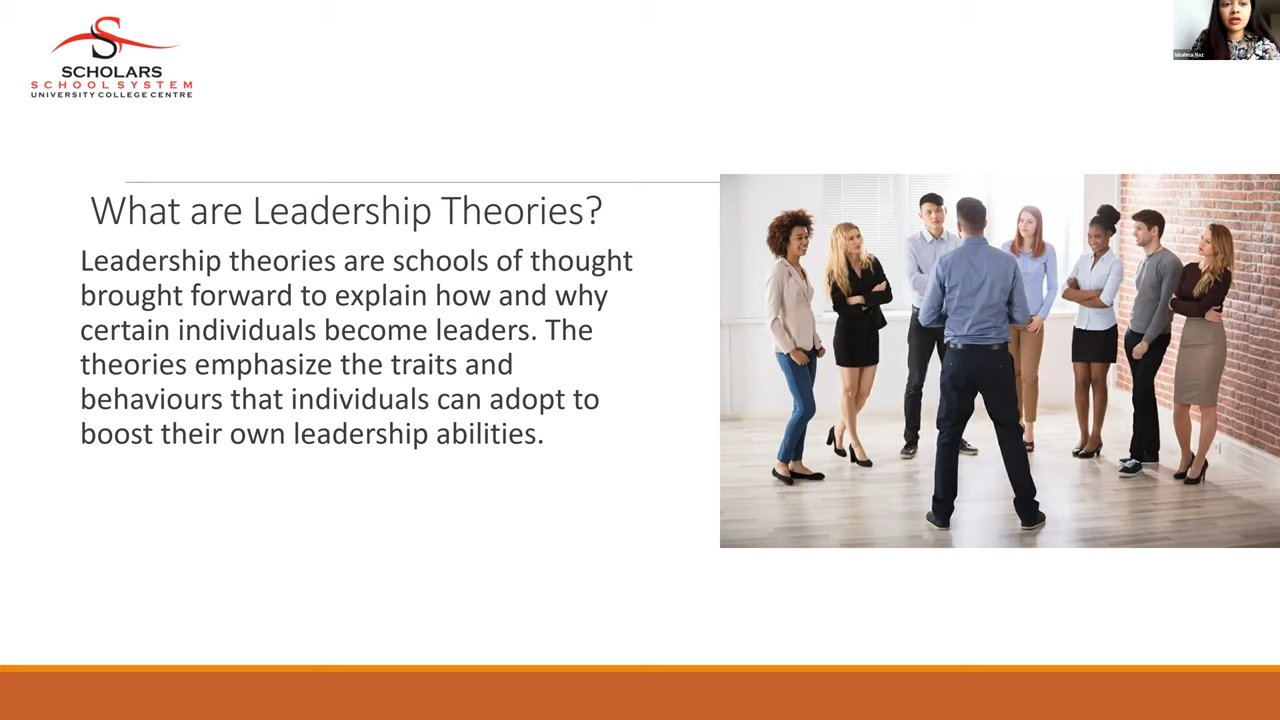 S
SCHOLARS
SCHOOL SYSTEM
UNIVERSITY COLLEGE CENTRE
What are Leadership Theories?
Leadership theories are schools of thought
brought forward to explain how and why
certain individuals become leaders. The
theories emphasize the traits and
behaviours that individuals can adopt to
boost their own leadership abilities.